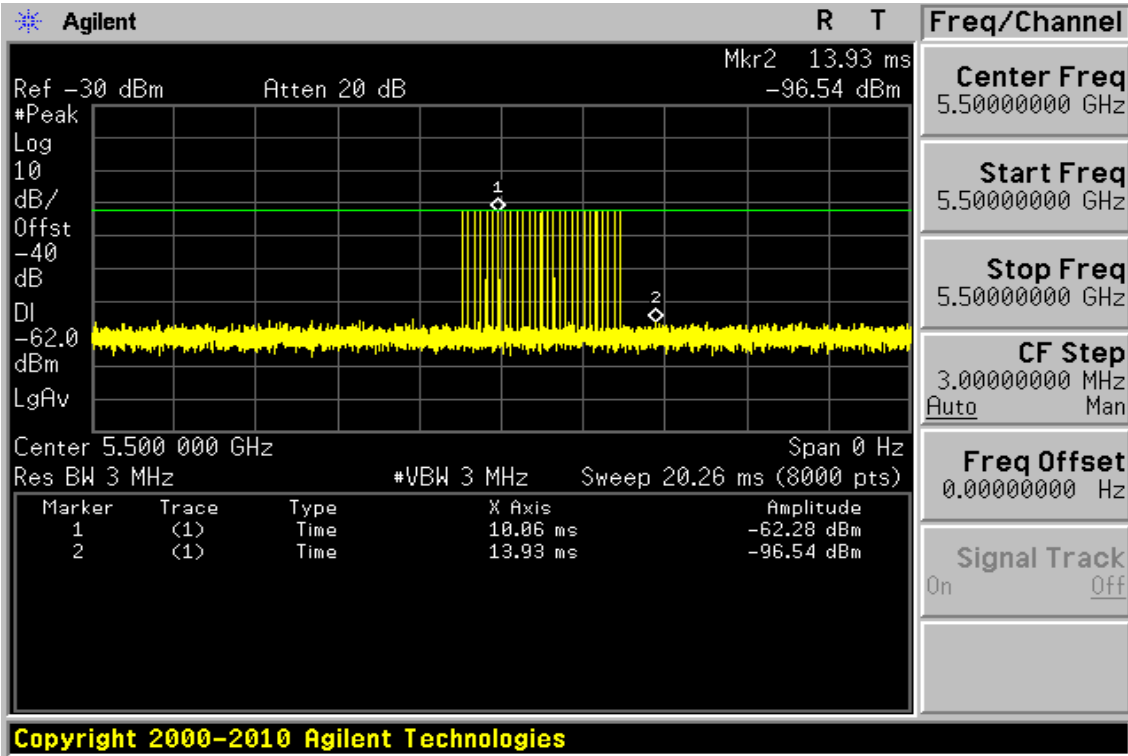 Agilent R T
Mkr2 13.93 ms
Ref −30 dBm Atten 20 dB −96.54 dBm
#Peak
Log
10
dB/
Offst
−40
dB
DI
−62.0
dBm
LgAv
1
2
Center 5.500 000 GHz Span 0 Hz
Res BW 3 MHz #VBW 3 MHz Sweep 20.26 ms (8000 pts)
Marker Trace Type X Axis Amplitude
1 (1) Time 10.06 ms −62.28 dBm
2 (1) Time 13.93 ms −96.54 dBm
Freq/Channel
Center Freq
5.50000000 GHz
Start Freq
5.50000000 GHz
Stop Freq
5.50000000 GHz
CF Step
3.00000000 MHz
Auto Man
Freq Offset
0.00000000 Hz
Signal Track
On Off
Copyright 2000–2010 Agilent Technologies